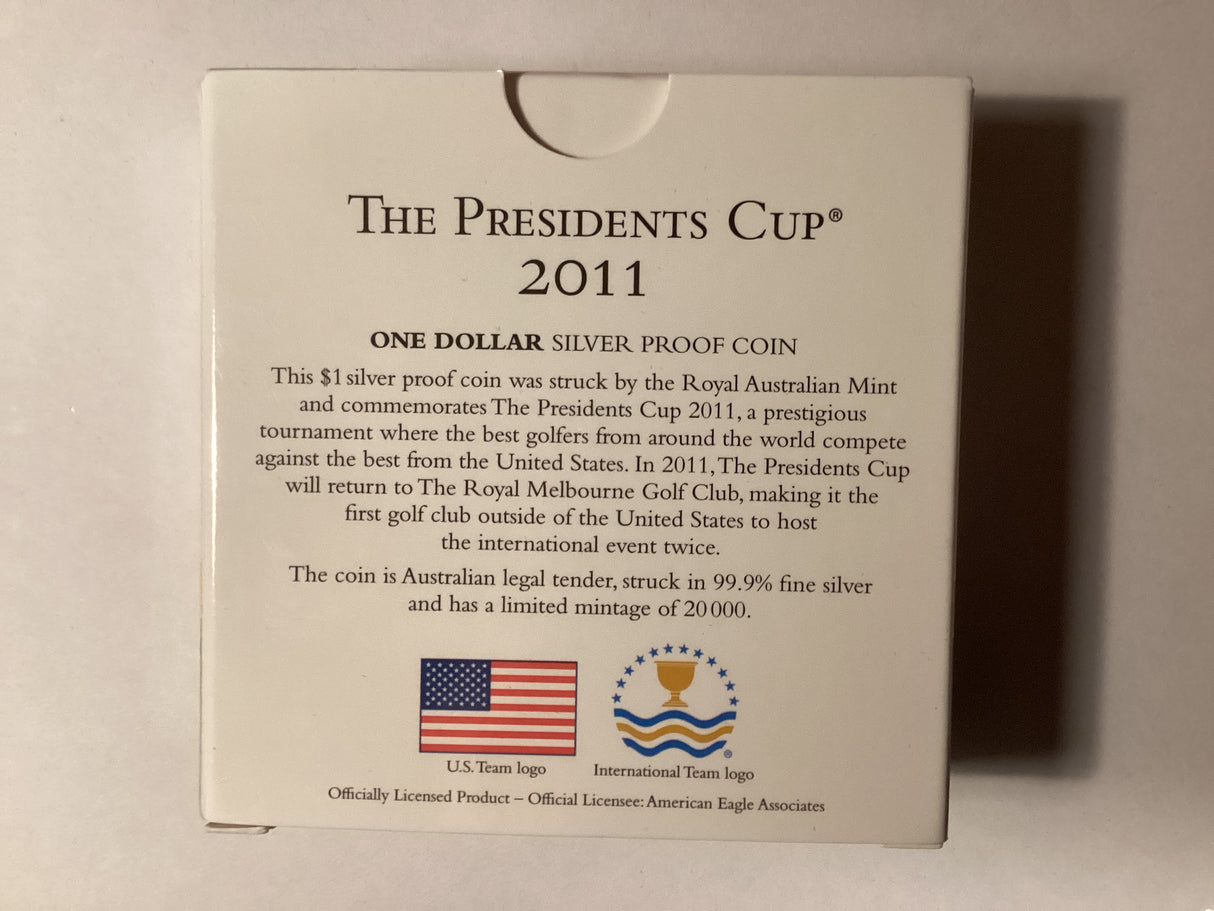 THE PRESIDENTS CUP®
2011
ONE DOLLAR SILVER PROOF COIN
This $1 silver proof coin was struck by the Royal Australian Mint
and commemorates The Presidents Cup 2011, a prestigious
tournament where the best golfers from around the world compete
against the best from the United States. In 2011, The Presidents Cup
will return to The Royal Melbourne Golf Club, making it the
first golf club outside of the United States to host
the international event twice.
The coin is Australian legal tender, struck in 99.9% fine silver
and has a limited mintage of 20 000.
®
U.S. Team logo International Team logo
Officially Licensed Product – Official Licensee: American Eagle Associates